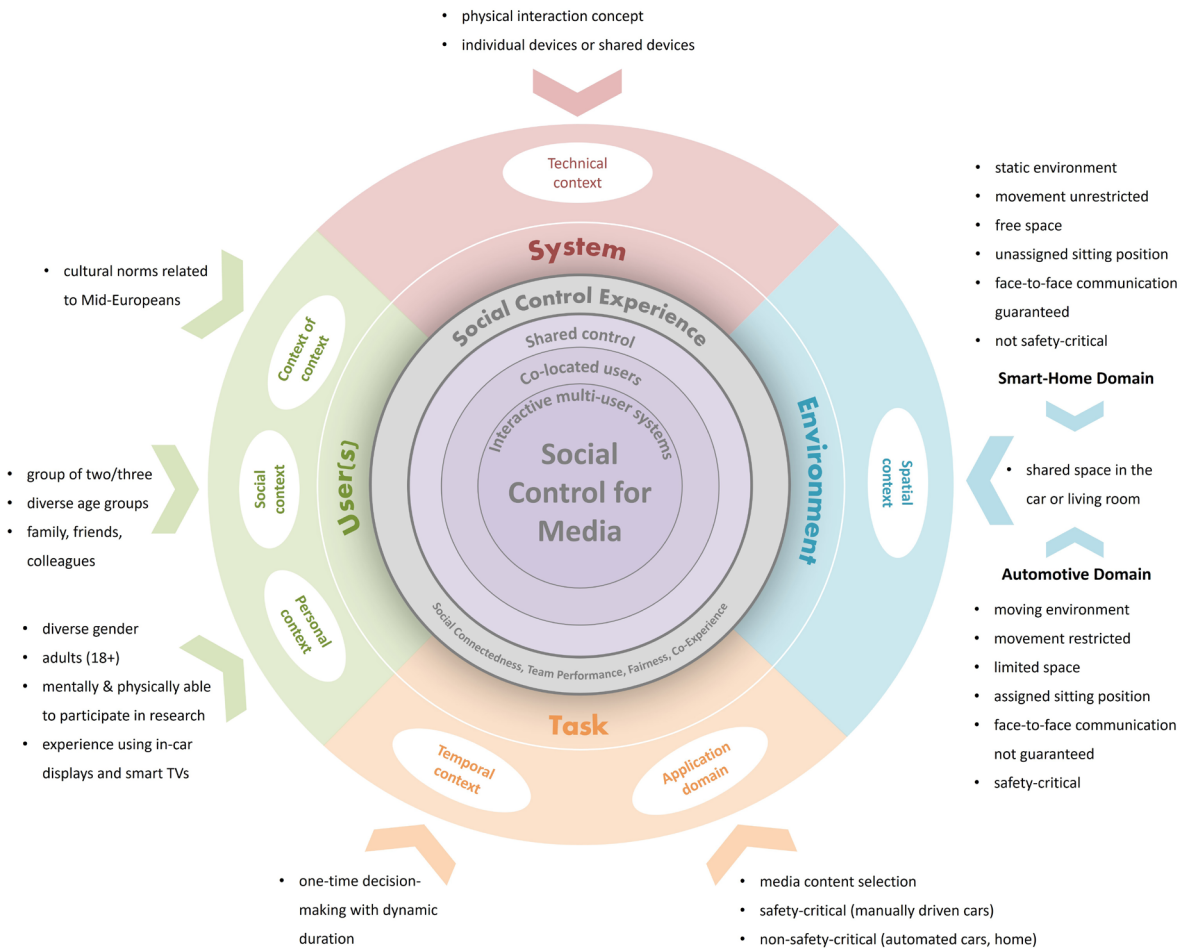 • physical interaction concept
• individual devices or shared devices
Technical
context
System
• cultural norms related
to Mid-Europeans
Context of
context
• group of two/three
• diverse age groups
• family, friends,
colleagues
Social
context
User(s)
• diverse gender
• adults (18+)
• mentally & physically able
to participate in research
• experience using in-car
displays and smart TVs
Personal
context
Social Control Experience
Shared control
Co-located users
Interactive multi-user systems
Social
Control for
Media
Social Connectedness, Team Performance, Fairness, Co-Experience
Environment
Spatial
context
• static environment
• movement unrestricted
• free space
• unassigned sitting position
• face-to-face communication
guaranteed
• not safety-critical
Smart-Home Domain
• shared space in the
car or living room
Automotive Domain
• moving environment
• movement restricted
• limited space
• assigned sitting position
• face-to-face communication
not guaranteed
• safety-critical
Task
Temporal
context
Application
domain
• one-time decision-
making with dynamic
duration
• media content selection
• safety-critical (manually driven cars)
• non-safety-critical (automated cars, home)